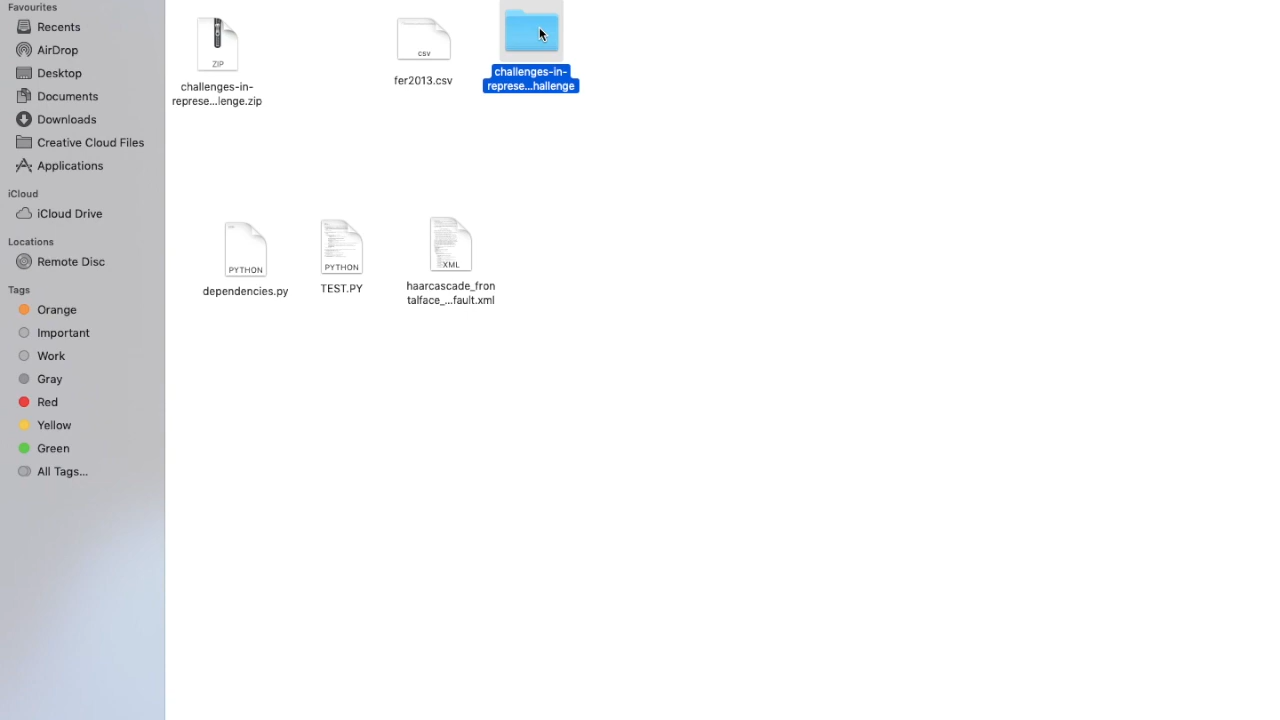 Favourites
Recents
AirDrop
Desktop
Documents
Downloads
Creative Cloud Files
Applications
iCloud
iCloud Drive
Locations
Remote Disc
Tags
Orange
Important
Work
Gray
Red
Yellow
Green
All Tags...
ZIP
challenges-in-
represe...lenge.zip
csv
fer2013.csv
challenges-in-
represe...hallenge
PYTHON
dependencies.py
PYTHON
TEST.PY
XML
haarcascade_fron
talface_...fault.xml